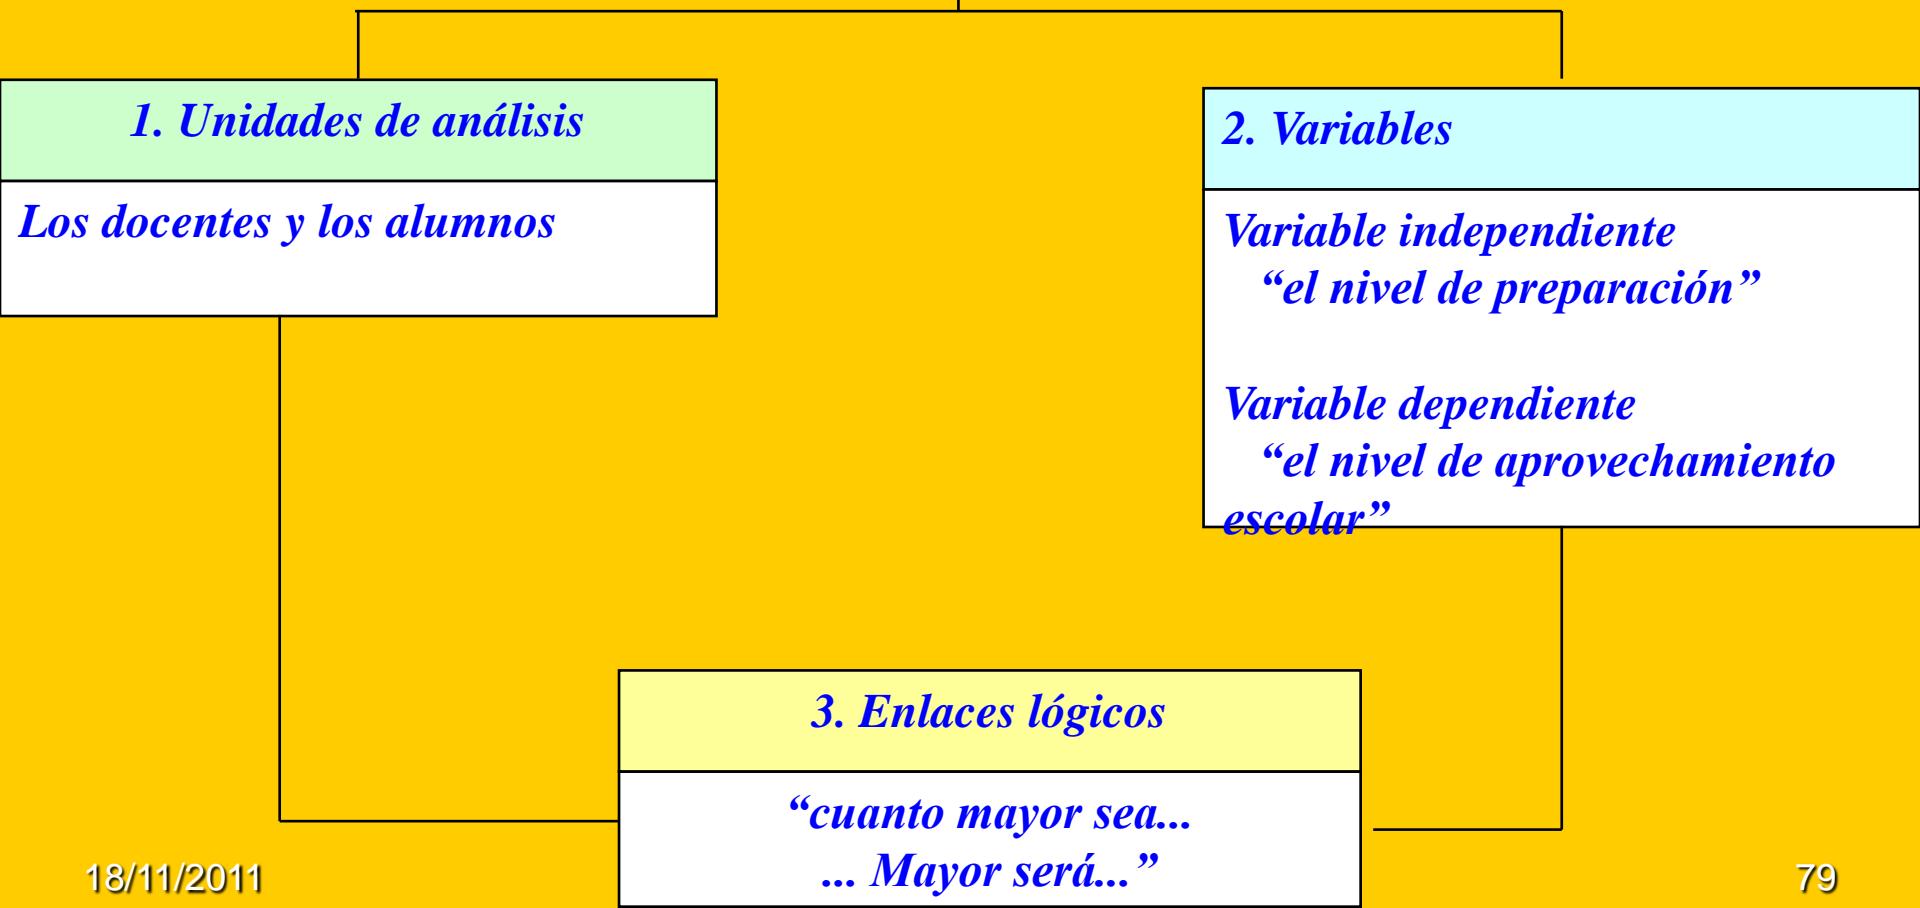 1. Unidades de análisis
Los docentes y los alumnos
2. Variables
Variable independiente
“el nivel de preparación”
Variable dependiente
“el nivel de aprovechamiento
escolar”
3. Enlaces lógicos
“cuanto mayor sea...
... Mayor será...”
18/11/2011
79